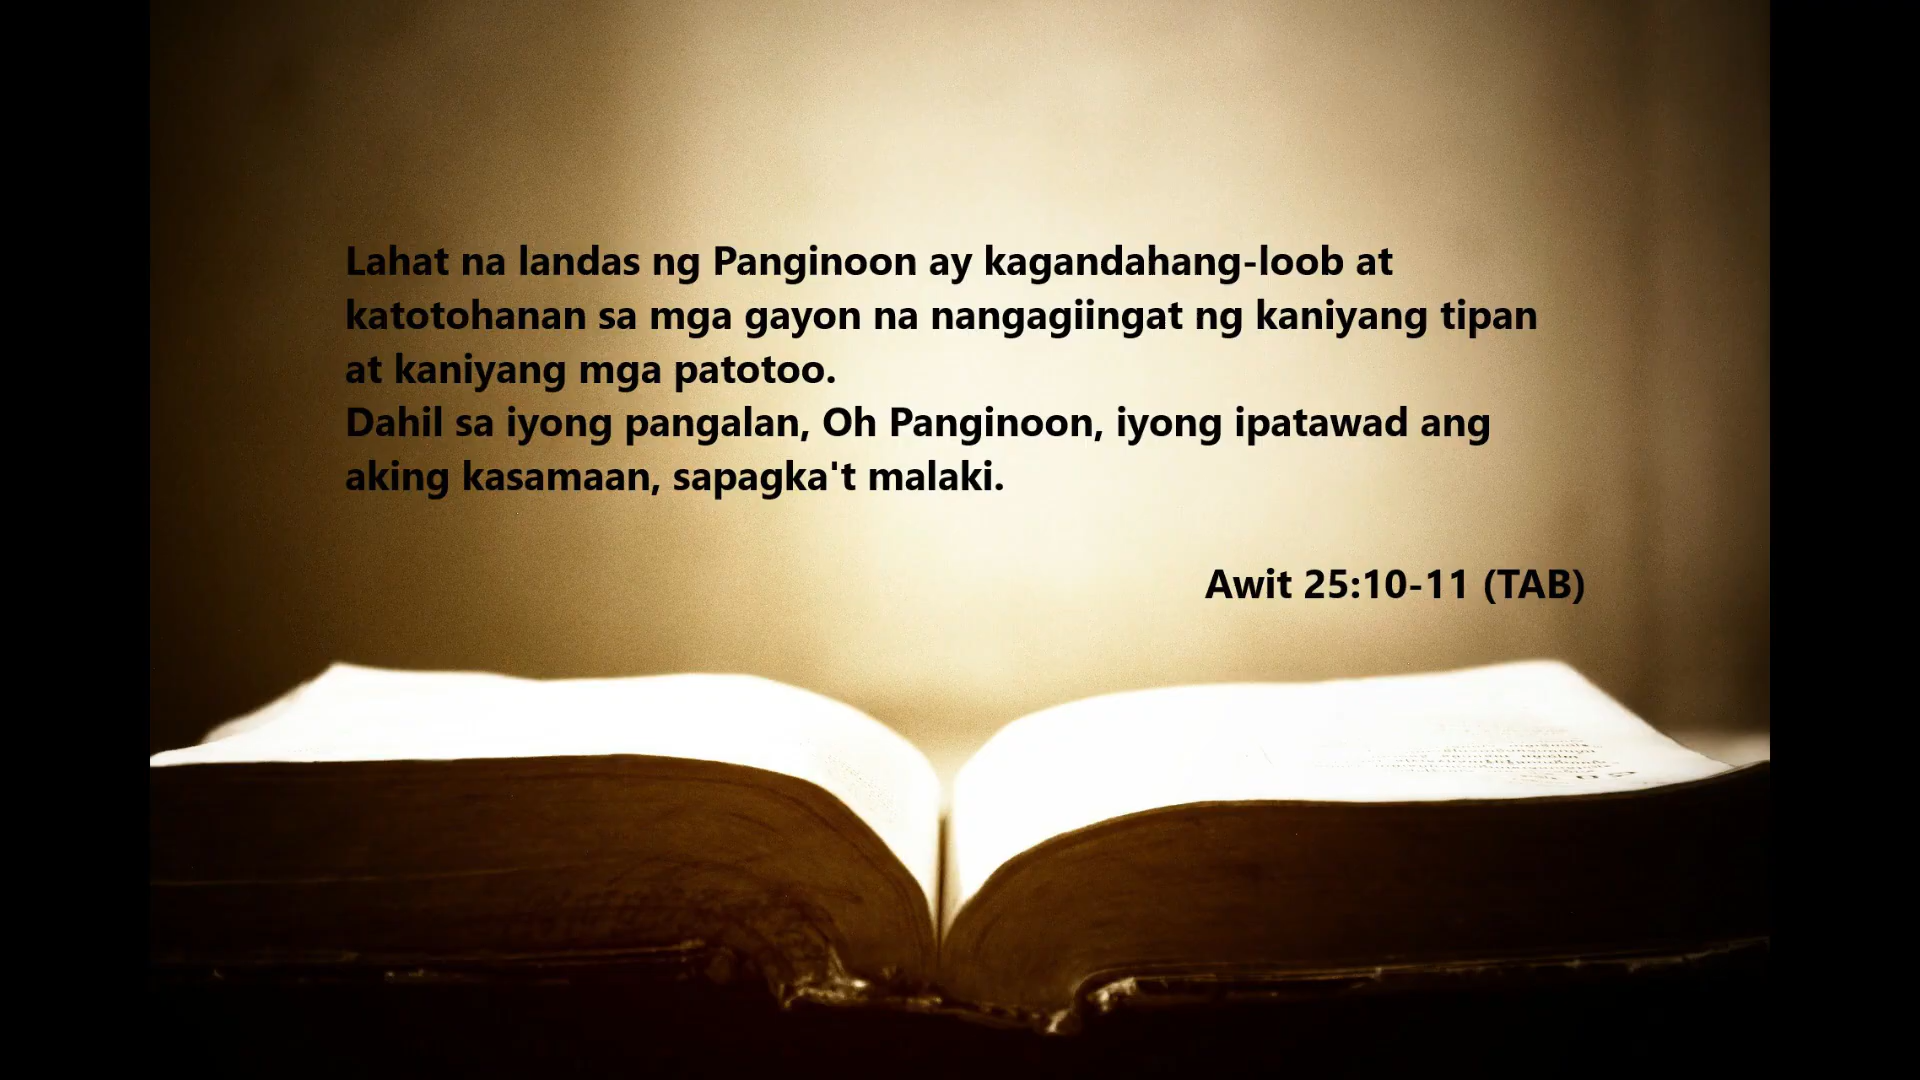 Lahat na landas ng Panginoon ay kagandahang-loob at
katotohanan sa mga gayon na nangagiingat ng kaniyang tipan
at kaniyang mga patotoo.
Dahil sa iyong pangalan, Oh Panginoon, iyong ipatawad ang
aking kasamaan, sapagka't malaki.
Awit 25:10-11 (TAB)